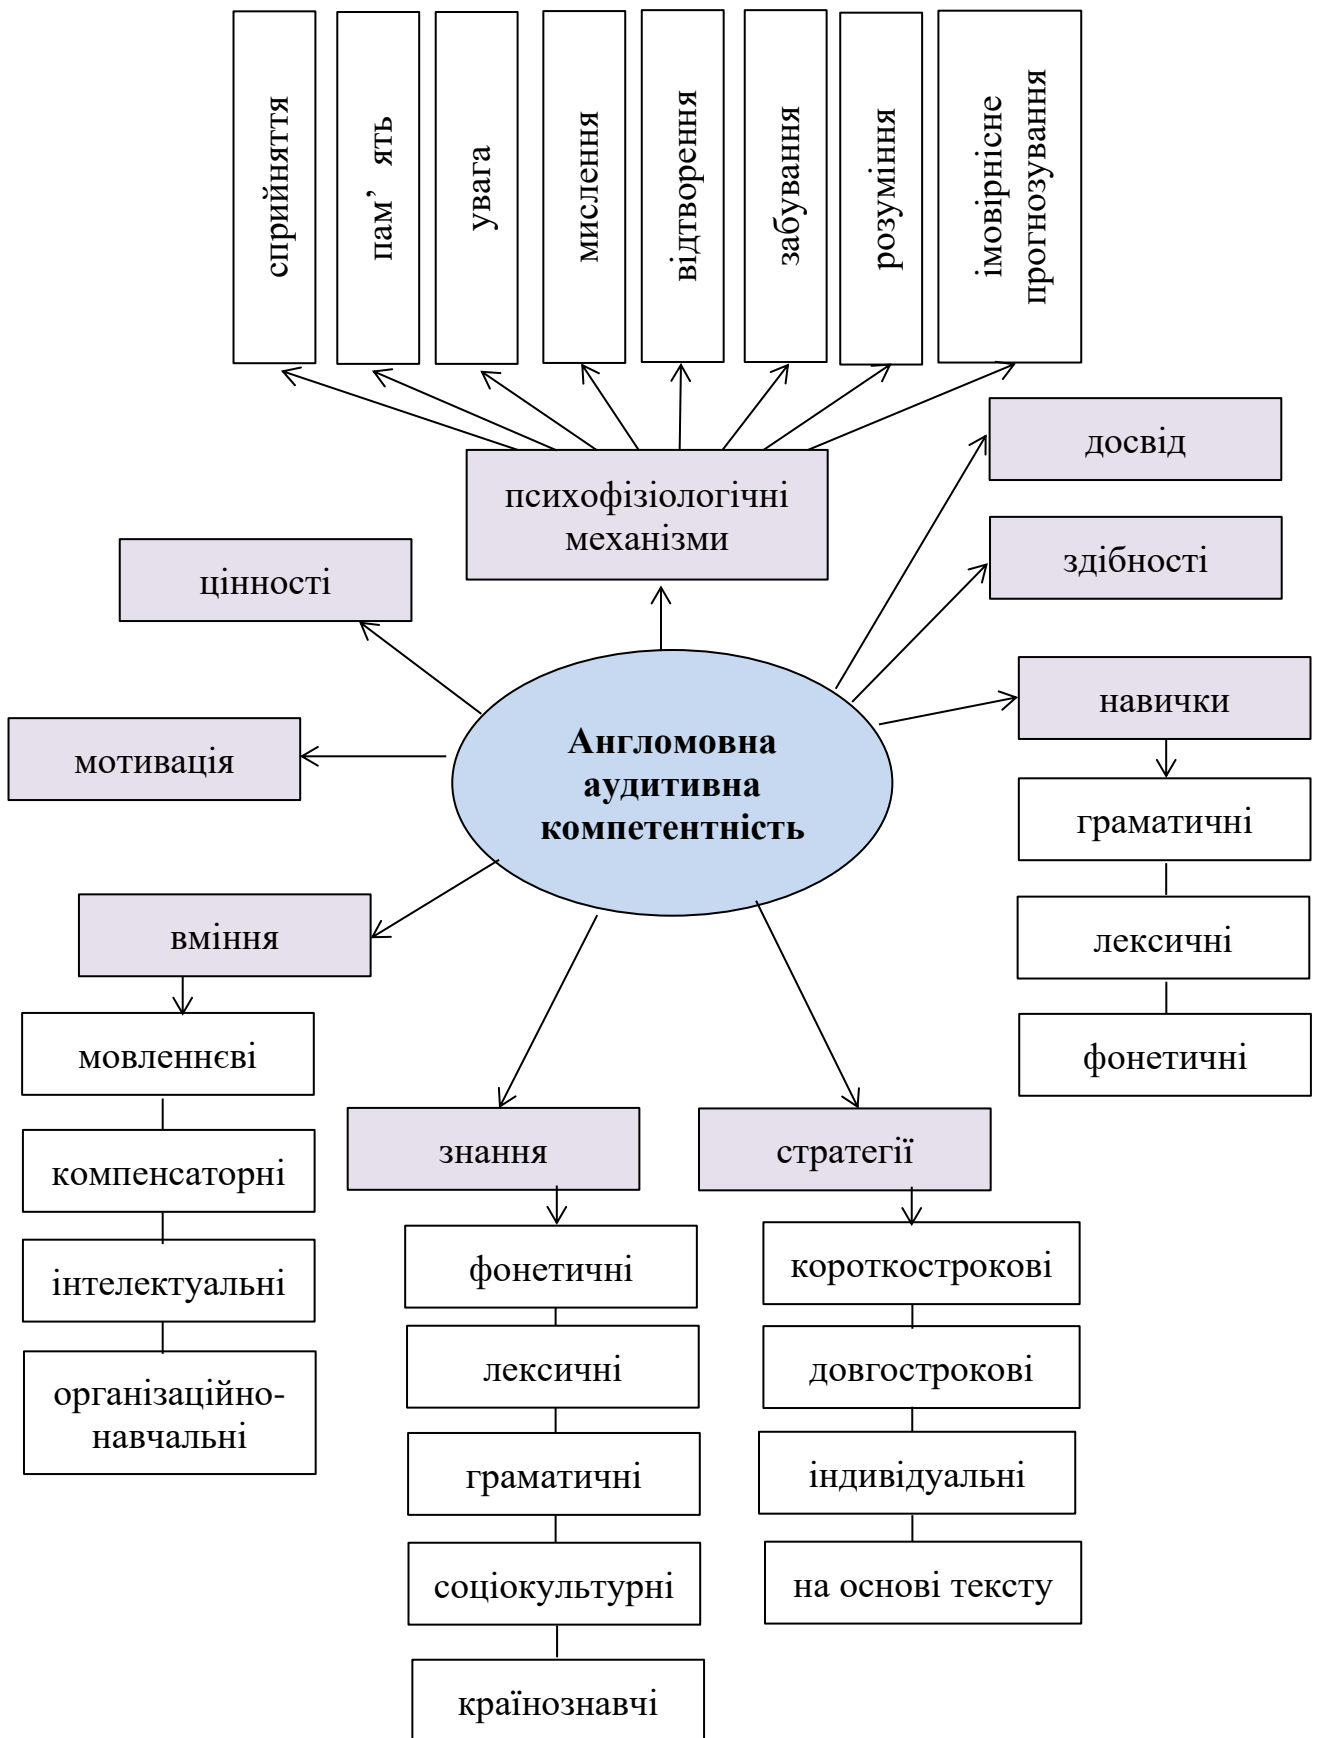 сприйняття
пам’ ять
увага
мислення
відтворення
забування
розуміння
імовірнісне
прогнозування
досвід
психофізіологічні
механізми
здібності
цінності
навички
мотивація
Англомовна
аудитивна
компетентність
граматичні
лексичні
фонетичні
вміння
мовленнєві
компенсаторні
інтелектуальні
організаційно-
навчальні
знання
фонетичні
лексичні
граматичні
соціокультурні
країнознавчі
стратегії
короткострокові
довгострокові
індивідуальні
на основі тексту